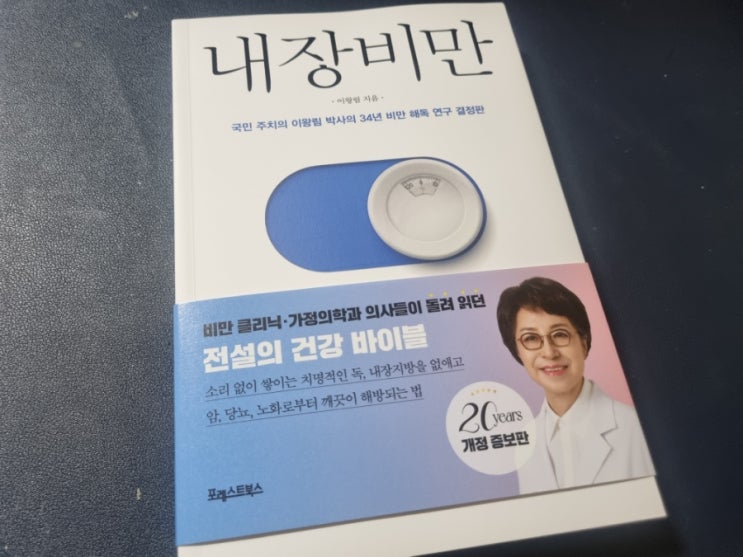 내장비만
· 이왕림 지음 ·
국민 주치의 이왕림 박사의 34년 비만 해독 연구 결정판
비만 클리닉·가정의학과 의사들이 돌려 읽던
전설의 건강 바이블
소리 없이 쌓이는 치명적인 독, 내장지방을 없애고
암, 당뇨, 노화로부터 깨끗이 해방되는 법
20years
개정 증보판
포레스트북스